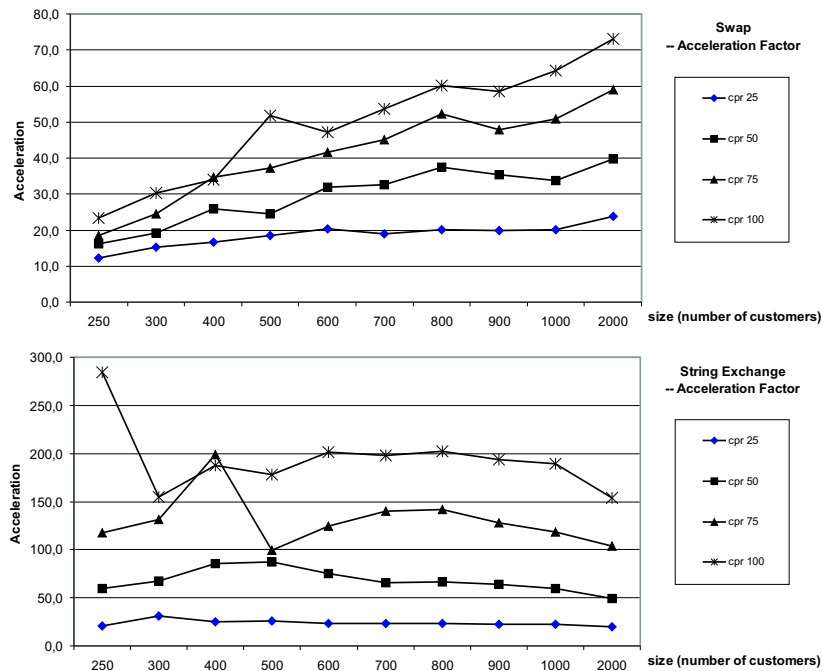 80,0
70,0
60,0
50,0
40,0
30,0
20,0
10,0
0,0
Acceleration
250 300 400 500 600 700 800 900 1000 2000
size (number of customers)
Swap
-- Acceleration Factor
cpr 25
cpr 50
cpr 75
cpr 100
300,0
250,0
200,0
150,0
100,0
50,0
0,0
Acceleration
250 300 400 500 600 700 800 900 1000 2000
size (number of customers)
String Exchange
-- Acceleration Factor
cpr 25
cpr 50
cpr 75
cpr 100